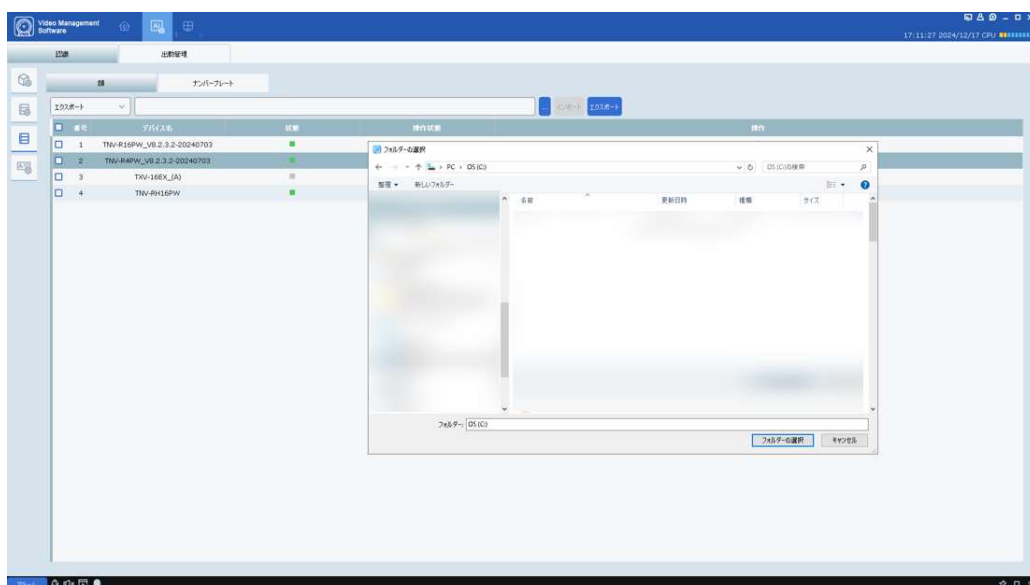 Video Management
Software
17:11:27 2024/12/17 CPU
認識 出勤管理
顔 ナンバープレート
エクスポート ... インポート エクスポート
番号 デバイス名 状態 操作状態 操作
1 TNV-R16PW_V8.2.3.2-20240703
2 TNV-R4PW_V8.2.3.2-20240703
3 TXV-16EX_(A)
4 TNV-RH16PW
フォルダーの選択
PC › OS (C:) OS (C:)の検索
整理 新しいフォルダー
名前 更新日時 種類 サイズ
フォルダー: OS (C:)
フォルダーの選択 キャンセル